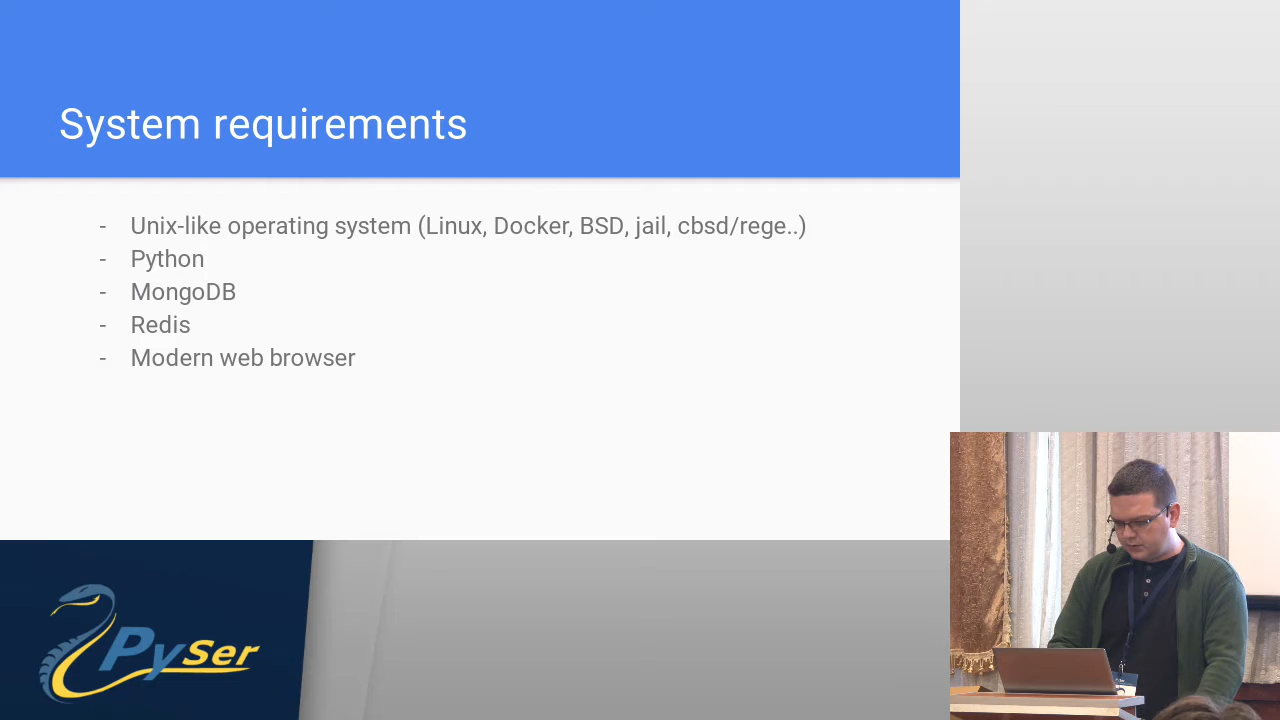 System requirements
- Unix-like operating system (Linux, Docker, BSD, jail, cbsd/rege..)
- Python
- MongoDB
- Redis
- Modern web browser
PySer